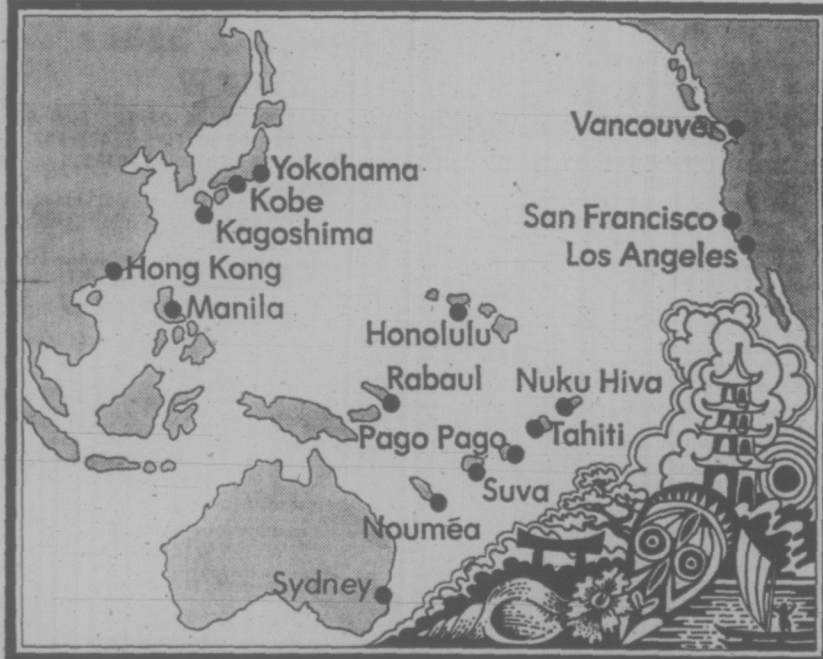 Vancouver
Yokohama
Kobe
Kagoshima
San Francisco
Los Angeles
Hong Kong
Manila
Honolulu
Rabaul
Nuku Hiva
Pago Pago
Tahiti
Suva
Nouméa
Sydney